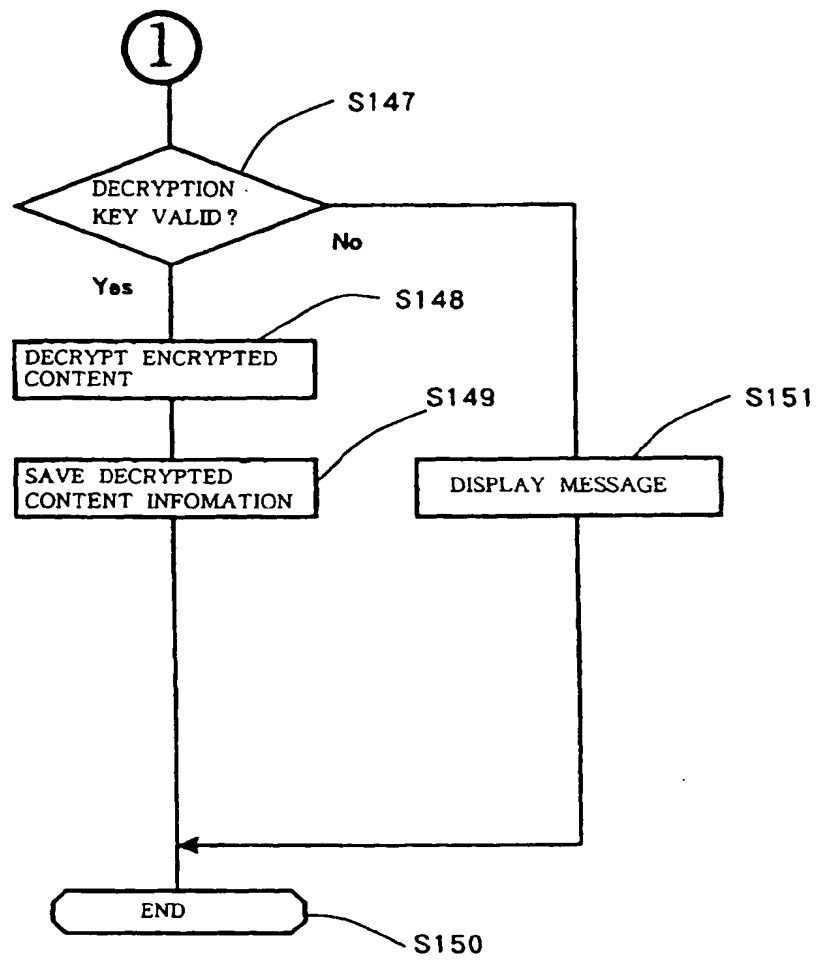 1
S147
DECRYPTION
KEY VALID?
No
Yes
S148
DECRYPT ENCRYPTED
CONTENT
S149
S151
SAVE DECRYPTED
CONTENT INFOMATION
DISPLAY MESSAGE
END
S150